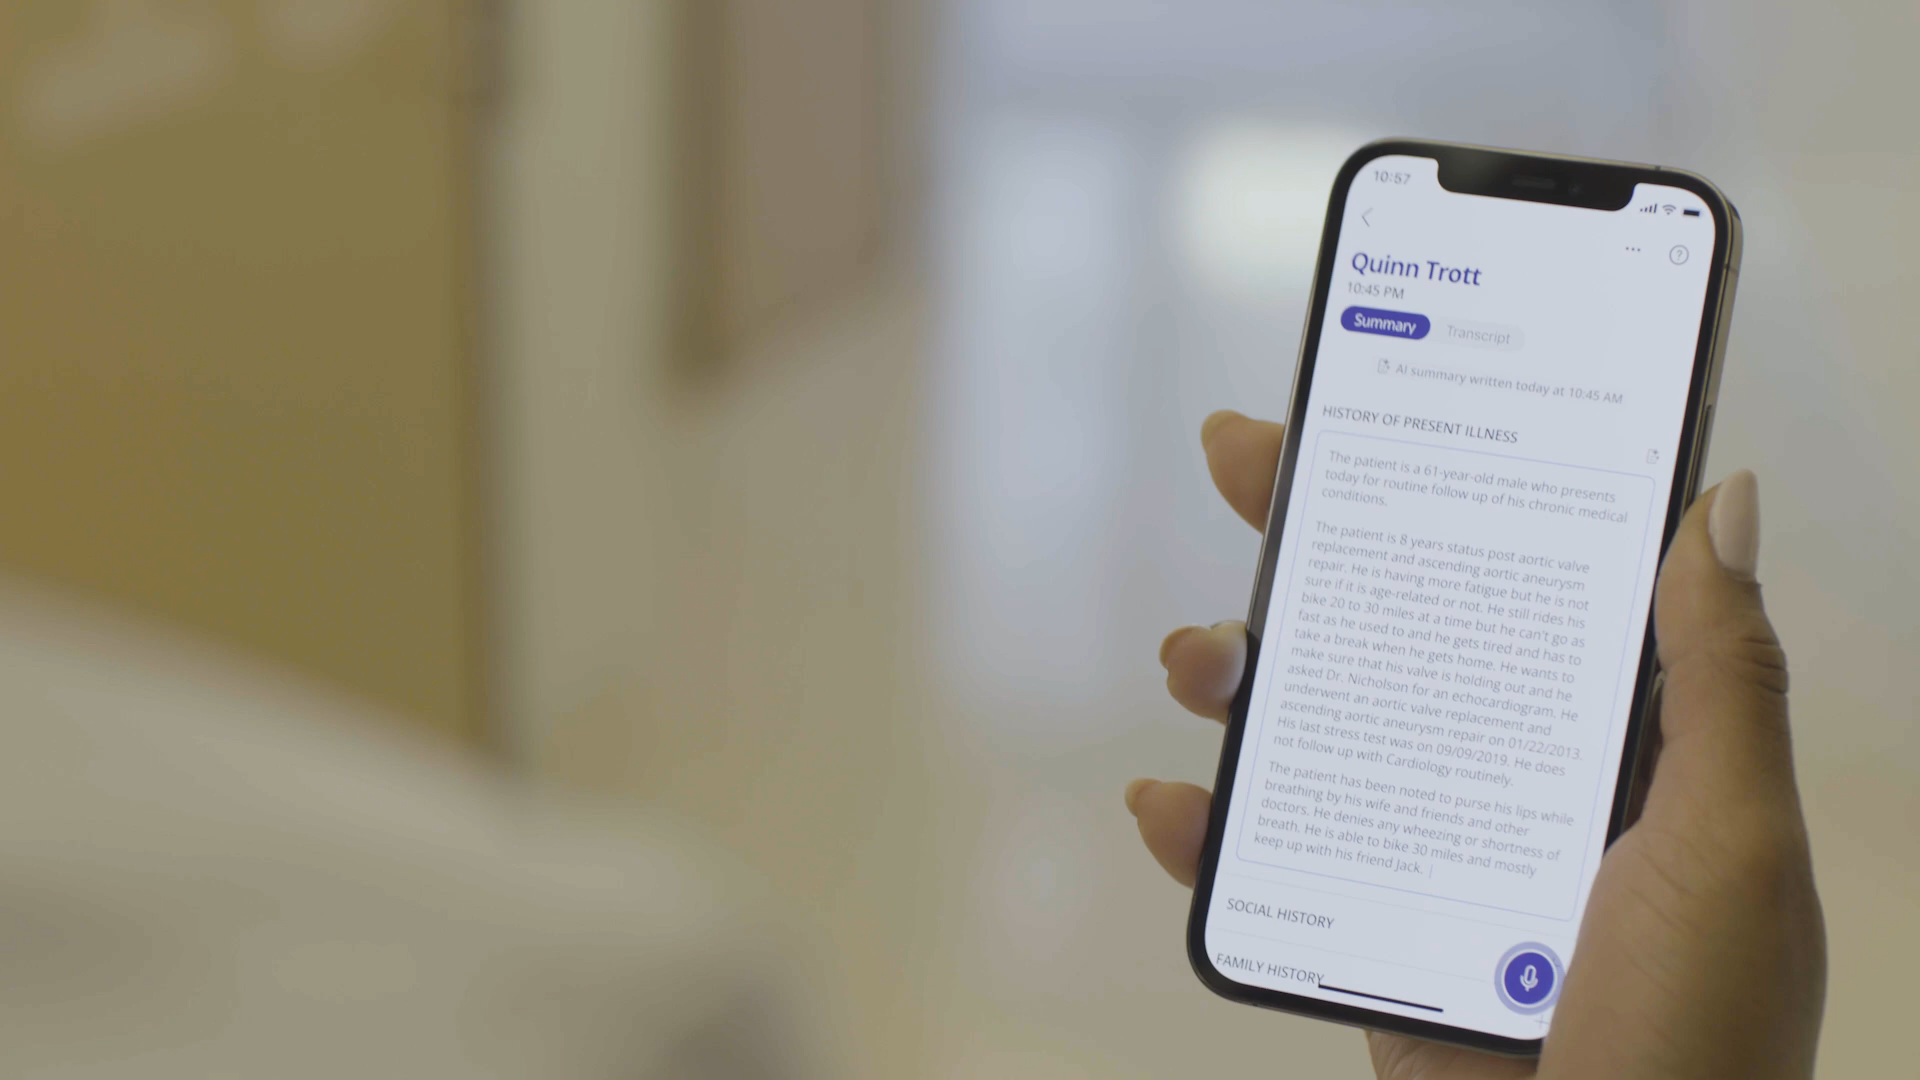 10:57
Quinn Trott
10:45 PM
Summary
Transcript
AI summary written today at 10:45 AM
HISTORY OF PRESENT ILLNESS
The patient is a 61-year-old male who presents
today for routine follow up of his chronic medical
conditions.
The patient is 8 years status post aortic valve
replacement and ascending aortic aneurysm
repair. He is having more fatigue but he is not
sure if it is age-related or not. He still rides his
bike 20 to 30 miles at a time but he can't go as
fast as he used to and he gets tired and has to
take a break when he gets home. He wants to
make sure that his valve is holding out and he
asked Dr. Nicholson for an echocardiogram. He
underwent an aortic valve replacement and
ascending aortic aneurysm repair on 01/22/2013.
His last stress test was on 09/09/2019. He does
not follow up with Cardiology routinely.
The patient has been noted to purse his lips while
breathing by his wife and friends and other
doctors. He denies any wheezing or shortness of
breath. He is able to bike 30 miles and mostly
keep up with his friend Jack.
SOCIAL HISTORY
FAMILY HISTORY